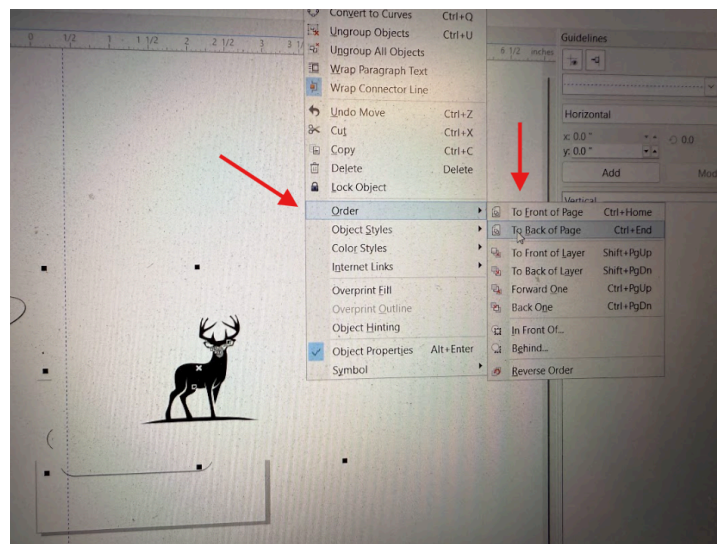 0 1/2 1 1 1/2 2 2 1/2 3 6 1/2 inches
Convert to Curves Ctrl+Q
Ungroup Objects Ctrl+U
Ungroup All Objects
Wrap Paragraph Text
Wrap Connector Line
Undo Move Ctrl+Z
Cut Ctrl+X
Copy Ctrl+C
Delete Delete
Lock Object
Order
Object Styles
Color Styles
Internet Links
Overprint Fill
Overprint Outline
Object Hinting
Object Properties Alt+Enter
Symbol
To Front of Page Ctrl+Home
To Back of Page Ctrl+End
To Front of Layer Shift+PgUp
To Back of Layer Shift+PgDn
Forward One Ctrl+PgUp
Back One Ctrl+PgDn
In Front Of...
Behind...
Reverse Order
Guidelines
Horizontal
x: 0.0 " 0.0
y: 0.0 "
Add
Vertical